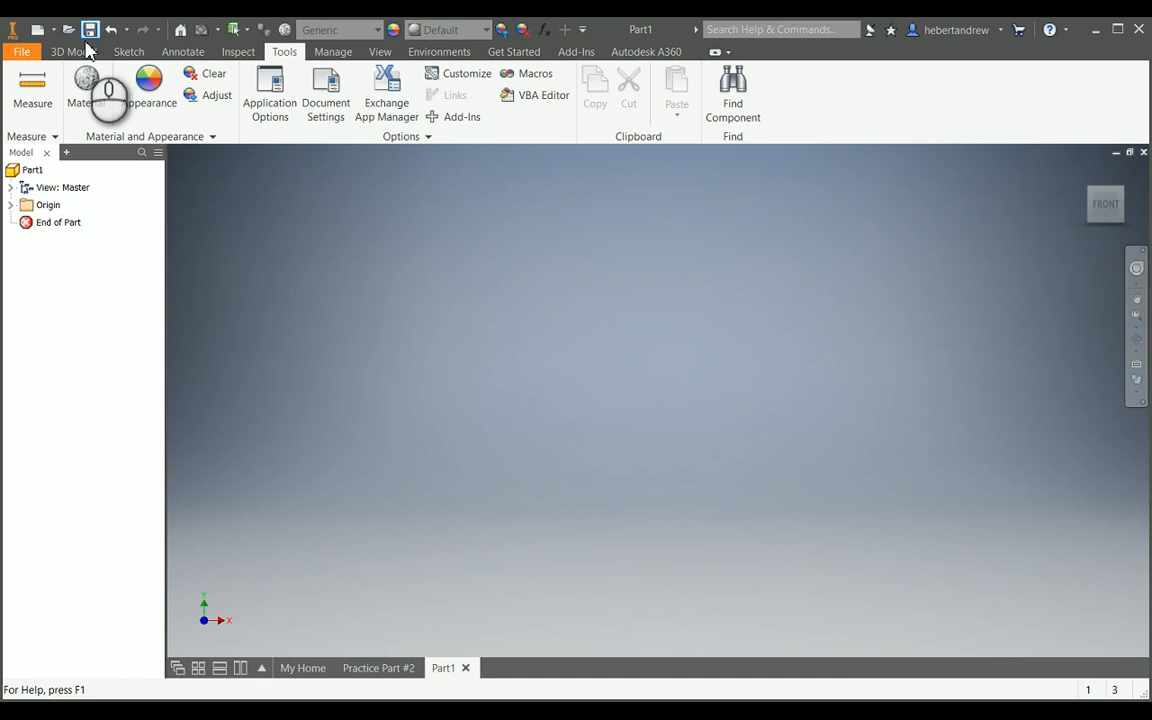 PRO
Generic
Default
Part1
Search Help & Commands...
hebertandrew
File
3D Mod
Sketch
Annotate
Inspect
Tools
Manage
View
Environments
Get Started
Add-Ins
Autodesk A360
Measure
Mater
ppearance
Clear
Adjust
Application
Options
Document
Settings
Exchange
App Manager
Customize
Links
Add-Ins
Macros
VBA Editor
Copy
Cut
Paste
Find
Component
Measure
Material and Appearance
Options
Clipboard
Find
Model
Part1
View: Master
Origin
End of Part
FRONT
Y
X
My Home
Practice Part #2
Part1
For Help, press F1
1
3